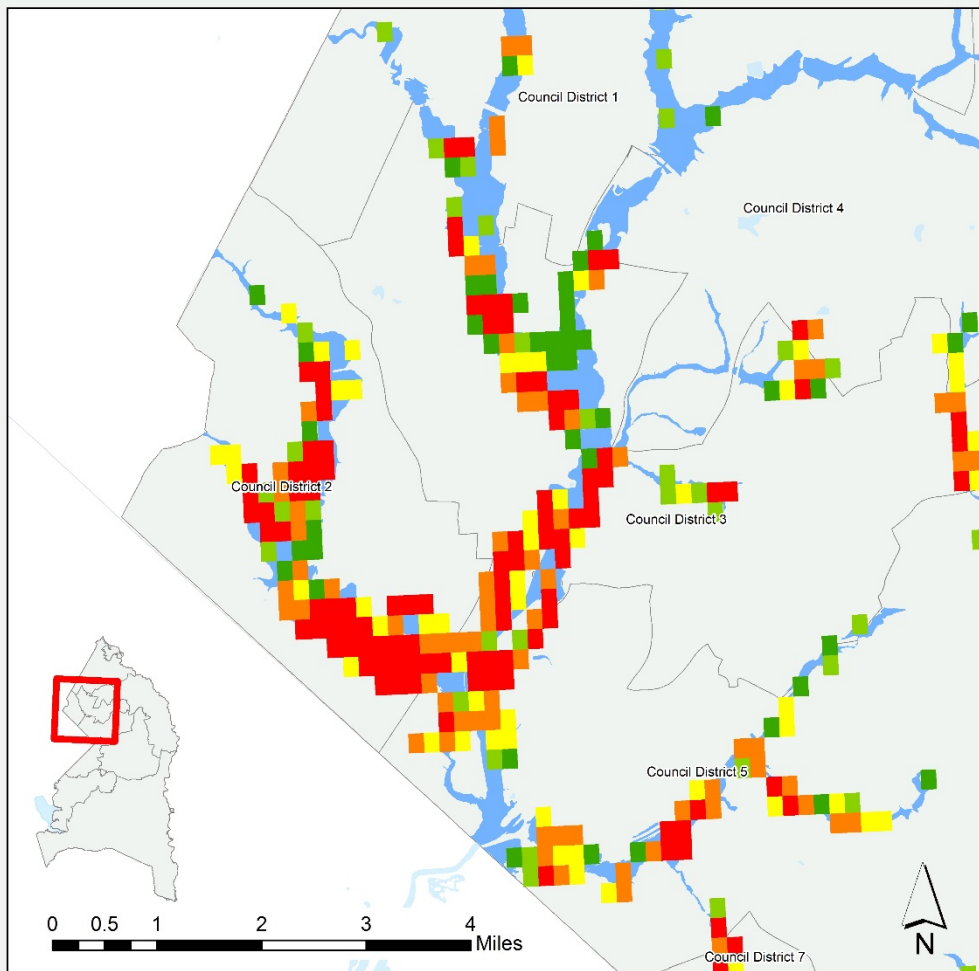 Council District 1
Council District 4
Council District 2
Council District 3
Council District 5
0 0.5 1 2 3 4
Miles
N
Council District 7